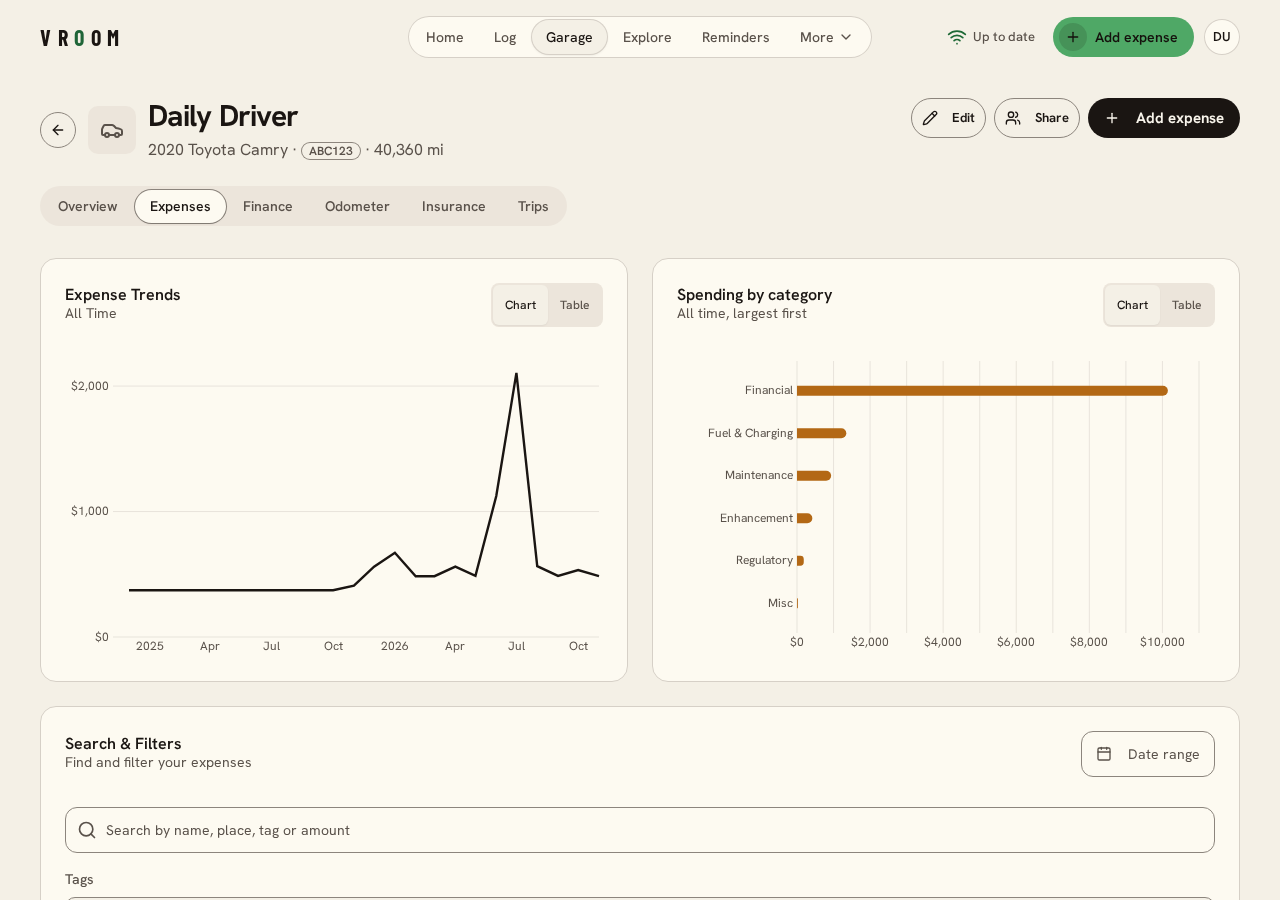 VROOM
Home Log Garage Explore Reminders More
Up to date
Add expense
DU
Daily Driver
2020 Toyota Camry · ABC123 · 40,360 mi
Edit
Share
Add expense
Overview Expenses Finance Odometer Insurance Trips
Expense Trends
All Time
Chart Table
$2,000
$1,000
$0
2025 Apr Jul Oct 2026 Apr Jul Oct
Spending by category
All time, largest first
Chart Table
Financial
Fuel & Charging
Maintenance
Enhancement
Regulatory
Misc
$0 $2,000 $4,000 $6,000 $8,000 $10,000
Search & Filters
Find and filter your expenses
Date range
Search by name, place, tag or amount
Tags